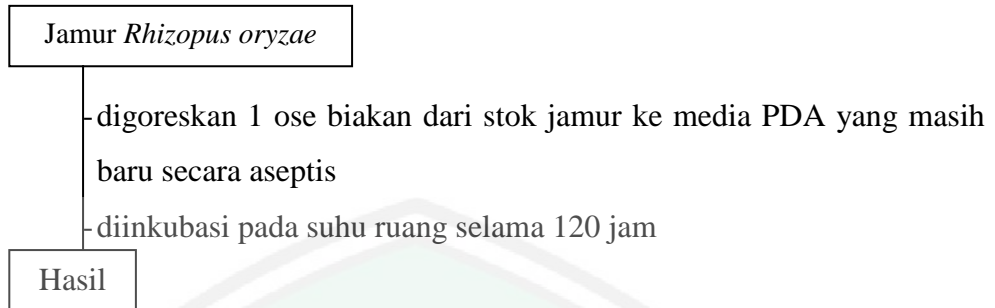 Jamur Rhizopus oryzae
-digoreskan 1 ose biakan dari stok jamur ke media PDA yang masih
baru secara aseptis
-diinkubasi pada suhu ruang selama 120 jam
Hasil